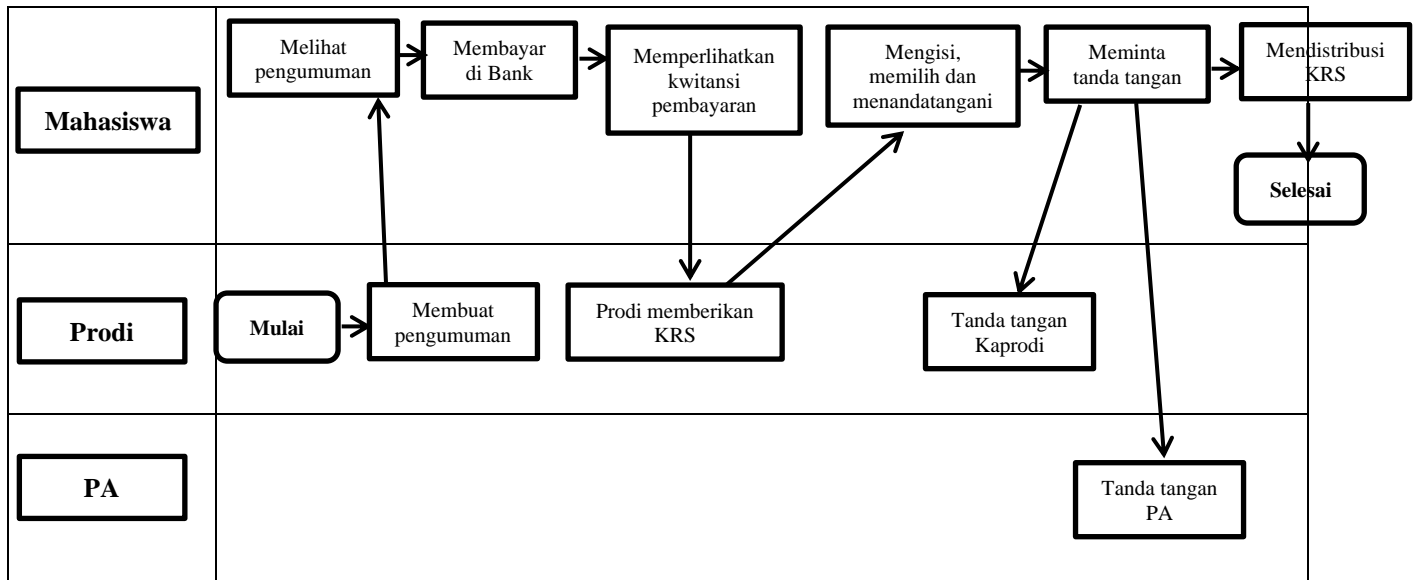 Mahasiswa
Melihat
pengumuman
Membayar
di Bank
Memperlihatkan
kwitansi
pembayaran
Mengisi,
memilih dan
menandatangani
Meminta
tanda tangan
Mendistribusi
KRS
Selesai
Prodi
Mulai
Membuat
pengumuman
Prodi memberikan
KRS
Tanda tangan
Kaprodi
PA
Tanda tangan
PA